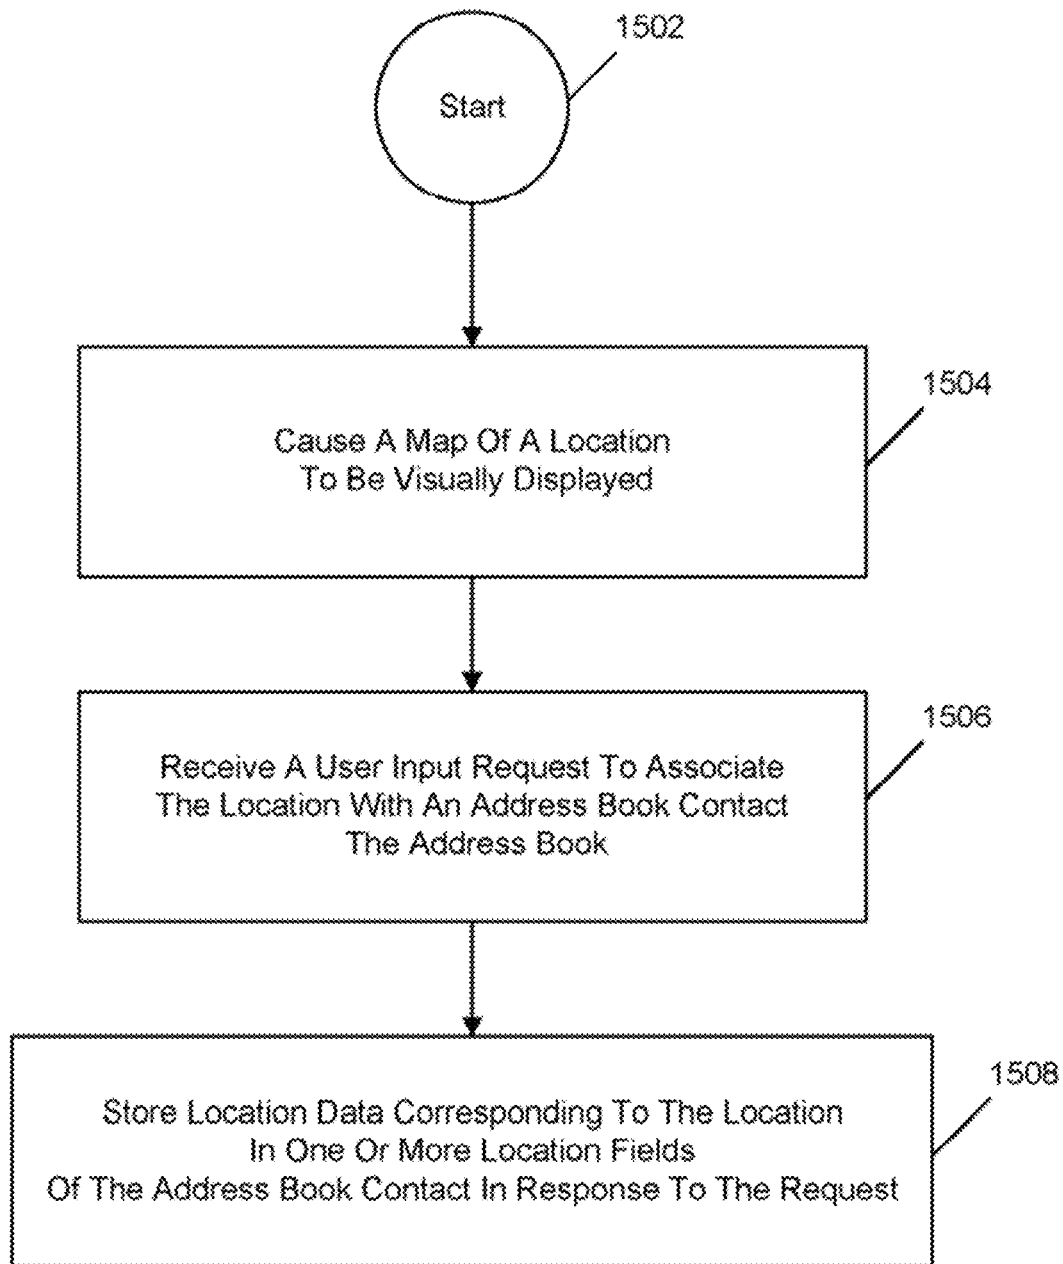 1502
Start
1504
Cause A Map Of A Location
To Be Visually Displayed
1506
Receive A User Input Request To Associate
The Location With An Address Book Contact
The Address Book
1508
Store Location Data Corresponding To The Location
In One Or More Location Fields
Of The Address Book Contact In Response To The Request